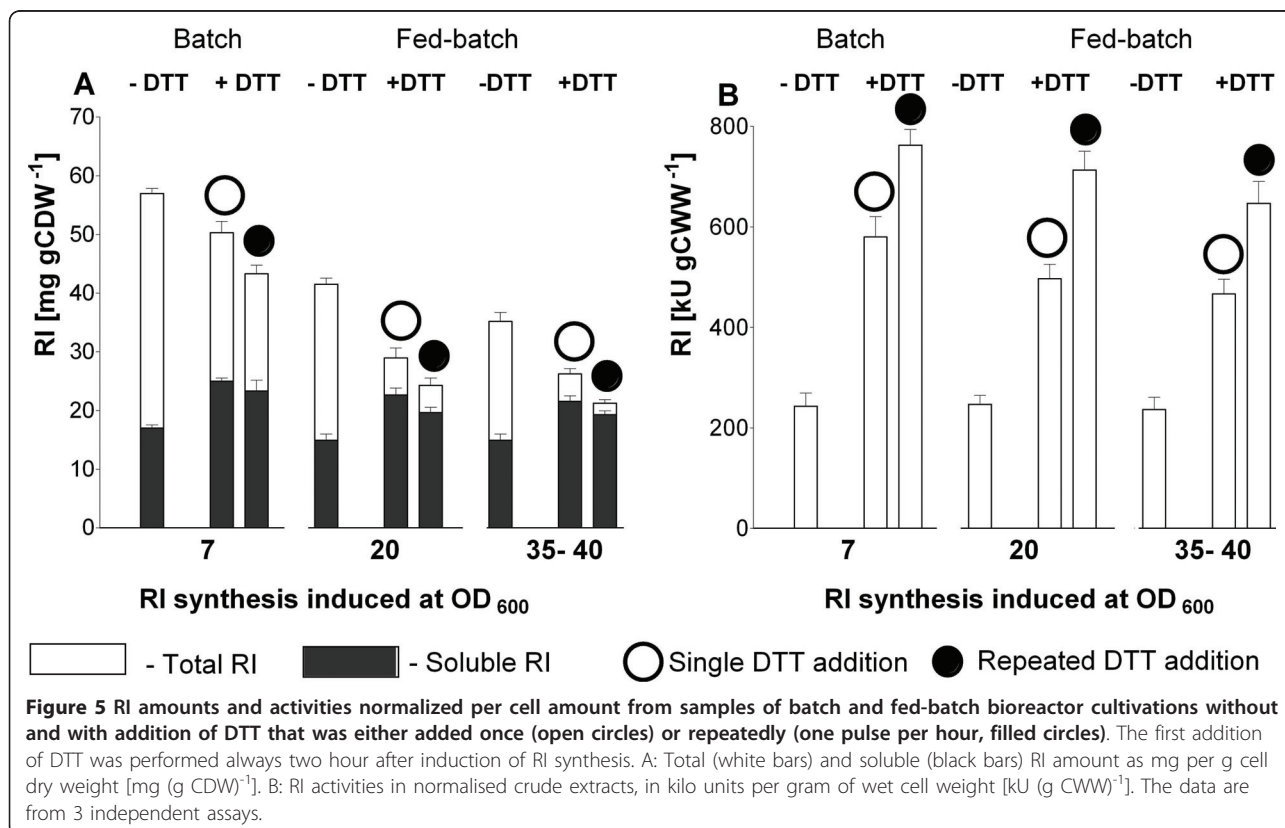 Batch Fed-batch Batch Fed-batch
A - DTT + DTT - DTT +DTT -DTT +DTT B - DTT +DTT -DTT +DTT -DTT +DTT
RI [mg gCDW⁻¹]
70
60
50
40
30
20
10
0
7 20 35- 40
RI synthesis induced at OD 600
RI [kU gCWW⁻¹]
800
600
400
200
0
7 20 35- 40
RI synthesis induced at OD 600
- Total RI - Soluble RI Single DTT addition Repeated DTT addition
Figure 5 RI amounts and activities normalized per cell amount from samples of batch and fed-batch bioreactor cultivations without
and with addition of DTT that was either added once (open circles) or repeatedly (one pulse per hour, filled circles). The first addition
of DTT was performed always two hour after induction of RI synthesis. A: Total (white bars) and soluble (black bars) RI amount as mg per g cell
dry weight [mg (g CDW)⁻¹]. B: RI activities in normalised crude extracts, in kilo units per gram of wet cell weight [kU (g CWW)⁻¹]. The data are
from 3 independent assays.